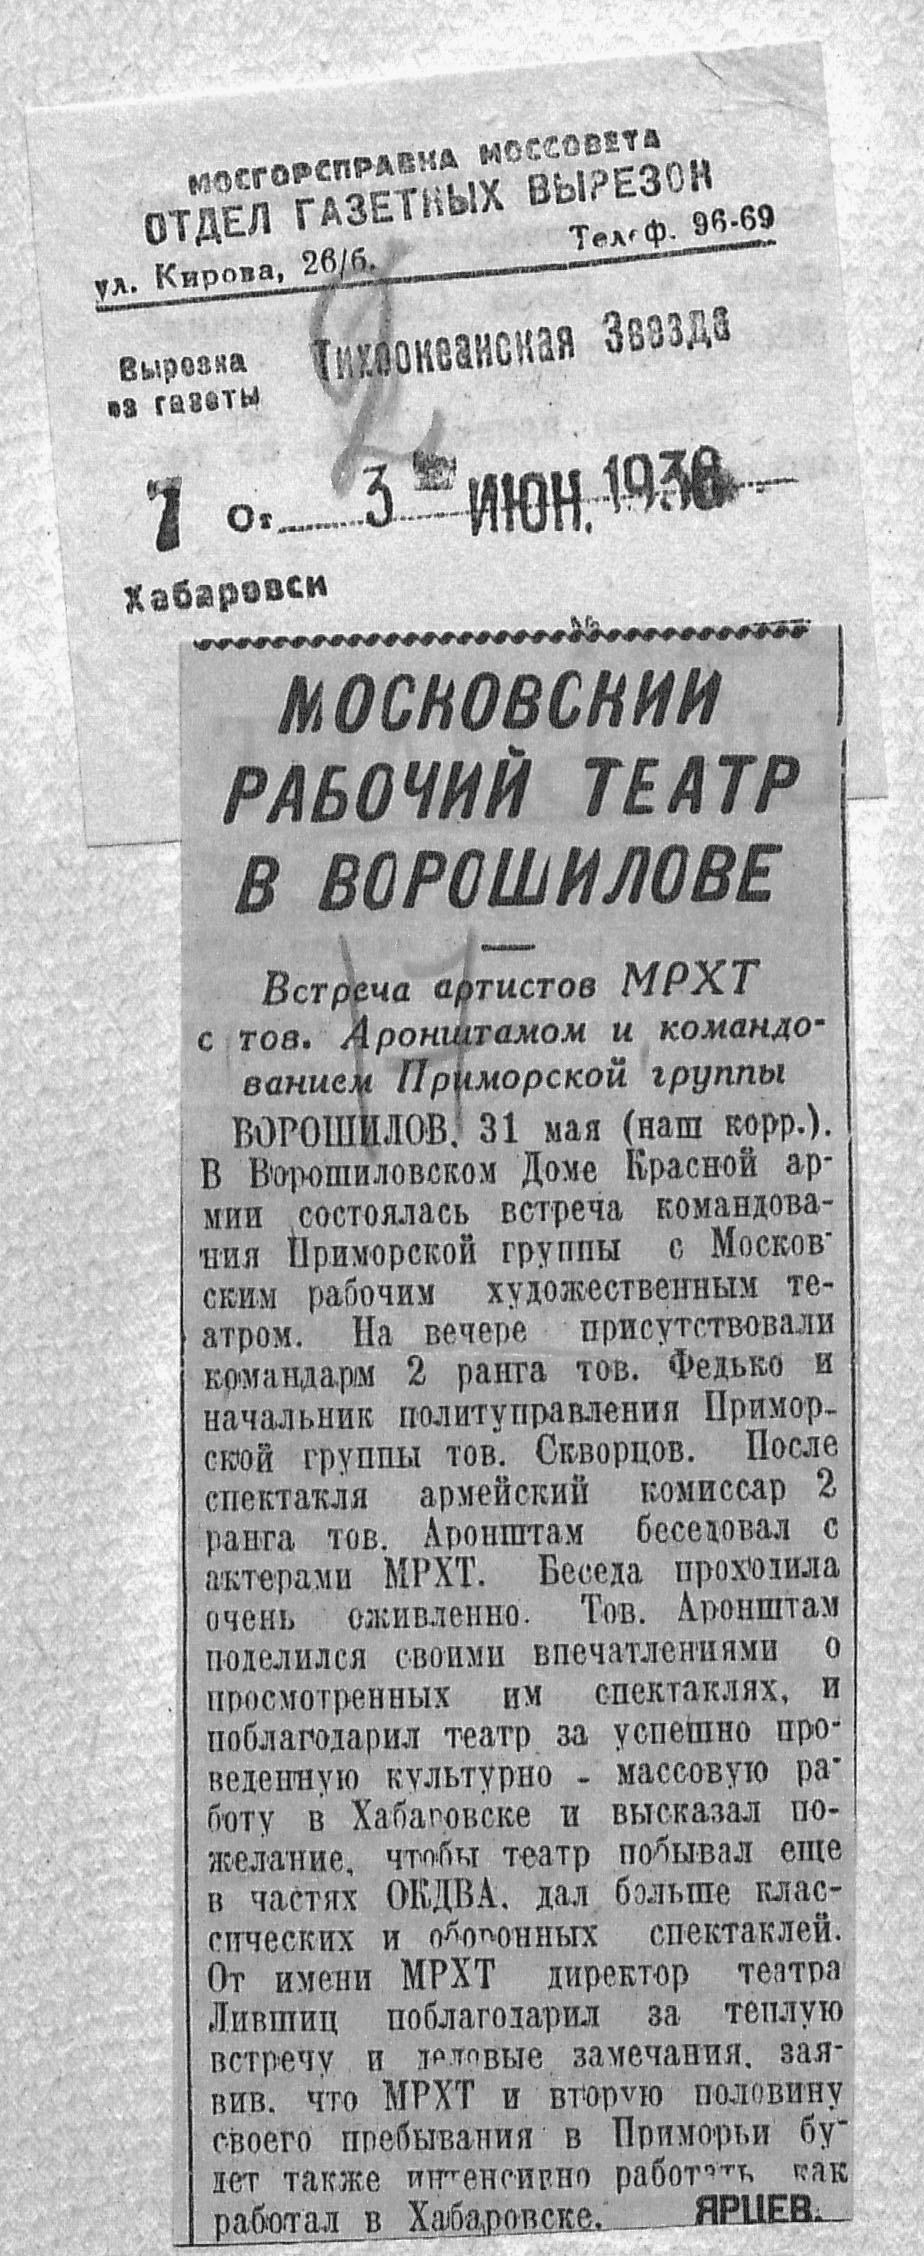 МОСГОРСПРАВКА МОССОВЕТА
ОТДЕЛ ГАЗЕТНЫХ ВЫРЕЗОК
ул. Кирова, 26/б. Телеф. 96-69
Вырезка
из газеты
Тихоокеанская Звезда
7 От 3 ИЮН. 1936
Хабаровск
2
МОСКОВСКИЙ
РАБОЧИЙ ТЕАТР
В ВОРОШИЛОВЕ
Встреча артистов МРХТ
с тов. Аронштамом и командо-
ванием Приморской группы
ВОРОШИЛОВ, 31 мая (наш корр.).
В Ворошиловском Доме Красной ар-
мии состоялась встреча командова-
ния Приморской группы с Москов-
ским рабочим художественным те-
атром. На вечере присутствовали
командарм 2 ранга тов. Федько и
начальник политуправления Примор-
ской группы тов. Скворцов. После
спектакля армейский комиссар 2
ранга тов. Аронштам беседовал с
актерами МРХТ. Беседа проходила
очень оживленно. Тов. Аронштам
поделился своими впечатлениями о
просмотренных им спектаклях, и
поблагодарил театр за успешно про-
веденную культурно - массовую ра-
боту в Хабаровске и высказал по-
желание, чтобы театр побывал еще
в частях ОКДВА, дал больше клас-
сических и оборонных спектаклей.
От имени МРХТ директор театра
Лившиц поблагодарил за теплую
встречу и деловые замечания, зая-
вив, что МРХТ и вторую половину
своего пребывания в Приморьи бу-
дет также интенсивно работать, как
работал в Хабаровске. ЯРЦЕВ.